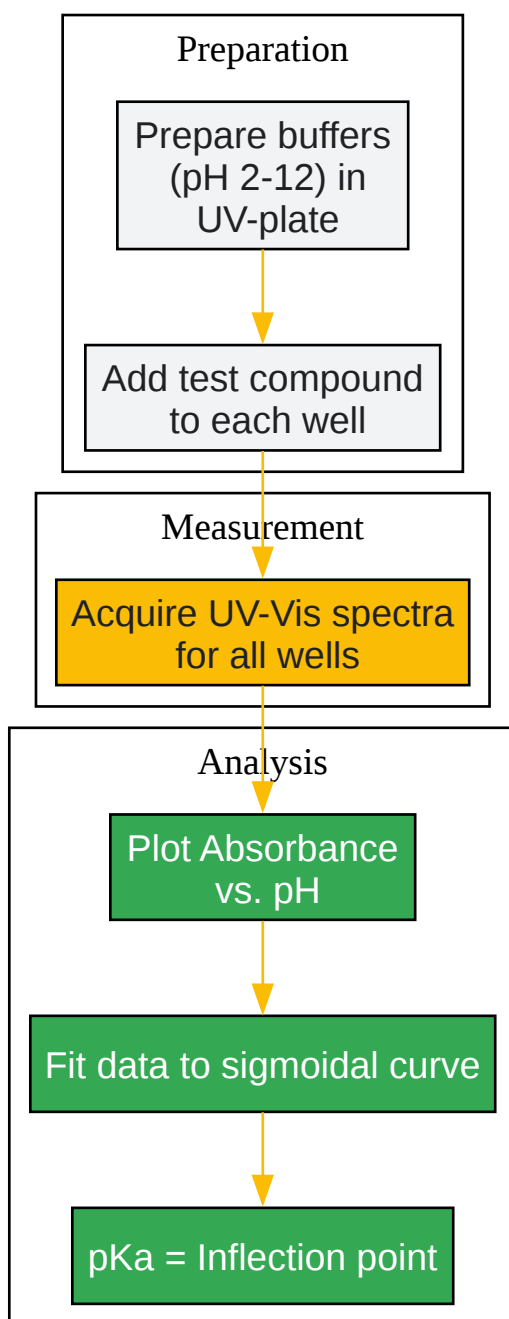 Preparation
Prepare buffers
(pH 2-12) in
UV-plate
Add test compound
to each well
Measurement
Acquire UV-Vis spectra
for all wells
Analysis
Plot Absorbance
vs. pH
Fit data to sigmoidal curve
pKa = Inflection point